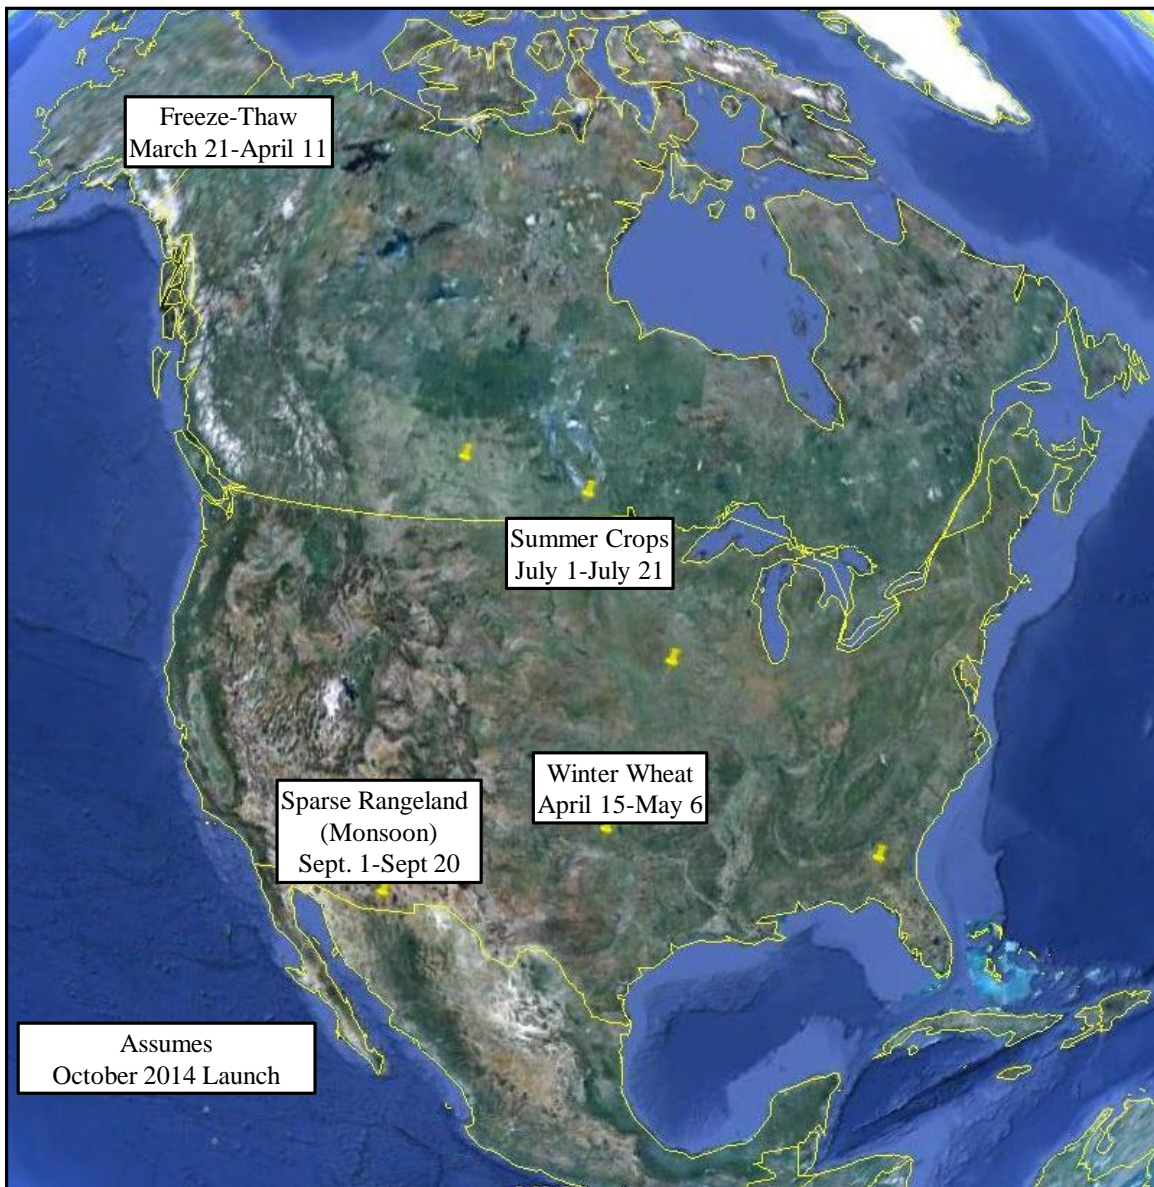 Freeze-Thaw
March 21-April 11
Summer Crops
July 1-July 21
Winter Wheat
April 15-May 6
Sparse Rangeland
(Monsoon)
Sept. 1-Sept 20
Assumes
October 2014 Launch